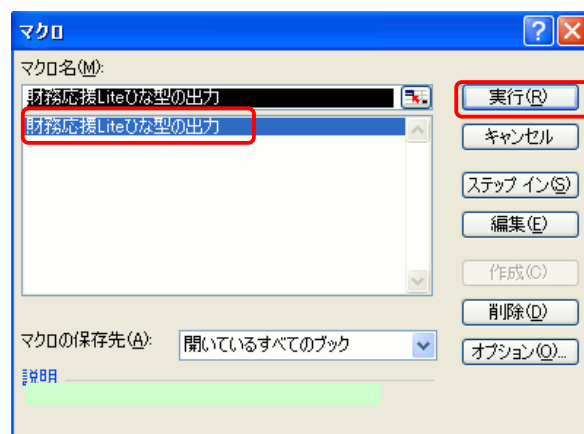 マクロ
マクロ名(M):
財務応援Liteひな型の出力
財務応援Liteひな型の出力
実行(R)
キャンセル
ステップ イン(S)
編集(E)
作成(C)
削除(D)
オプション(O)...
マクロの保存先(A):
開いているすべてのブック
説明